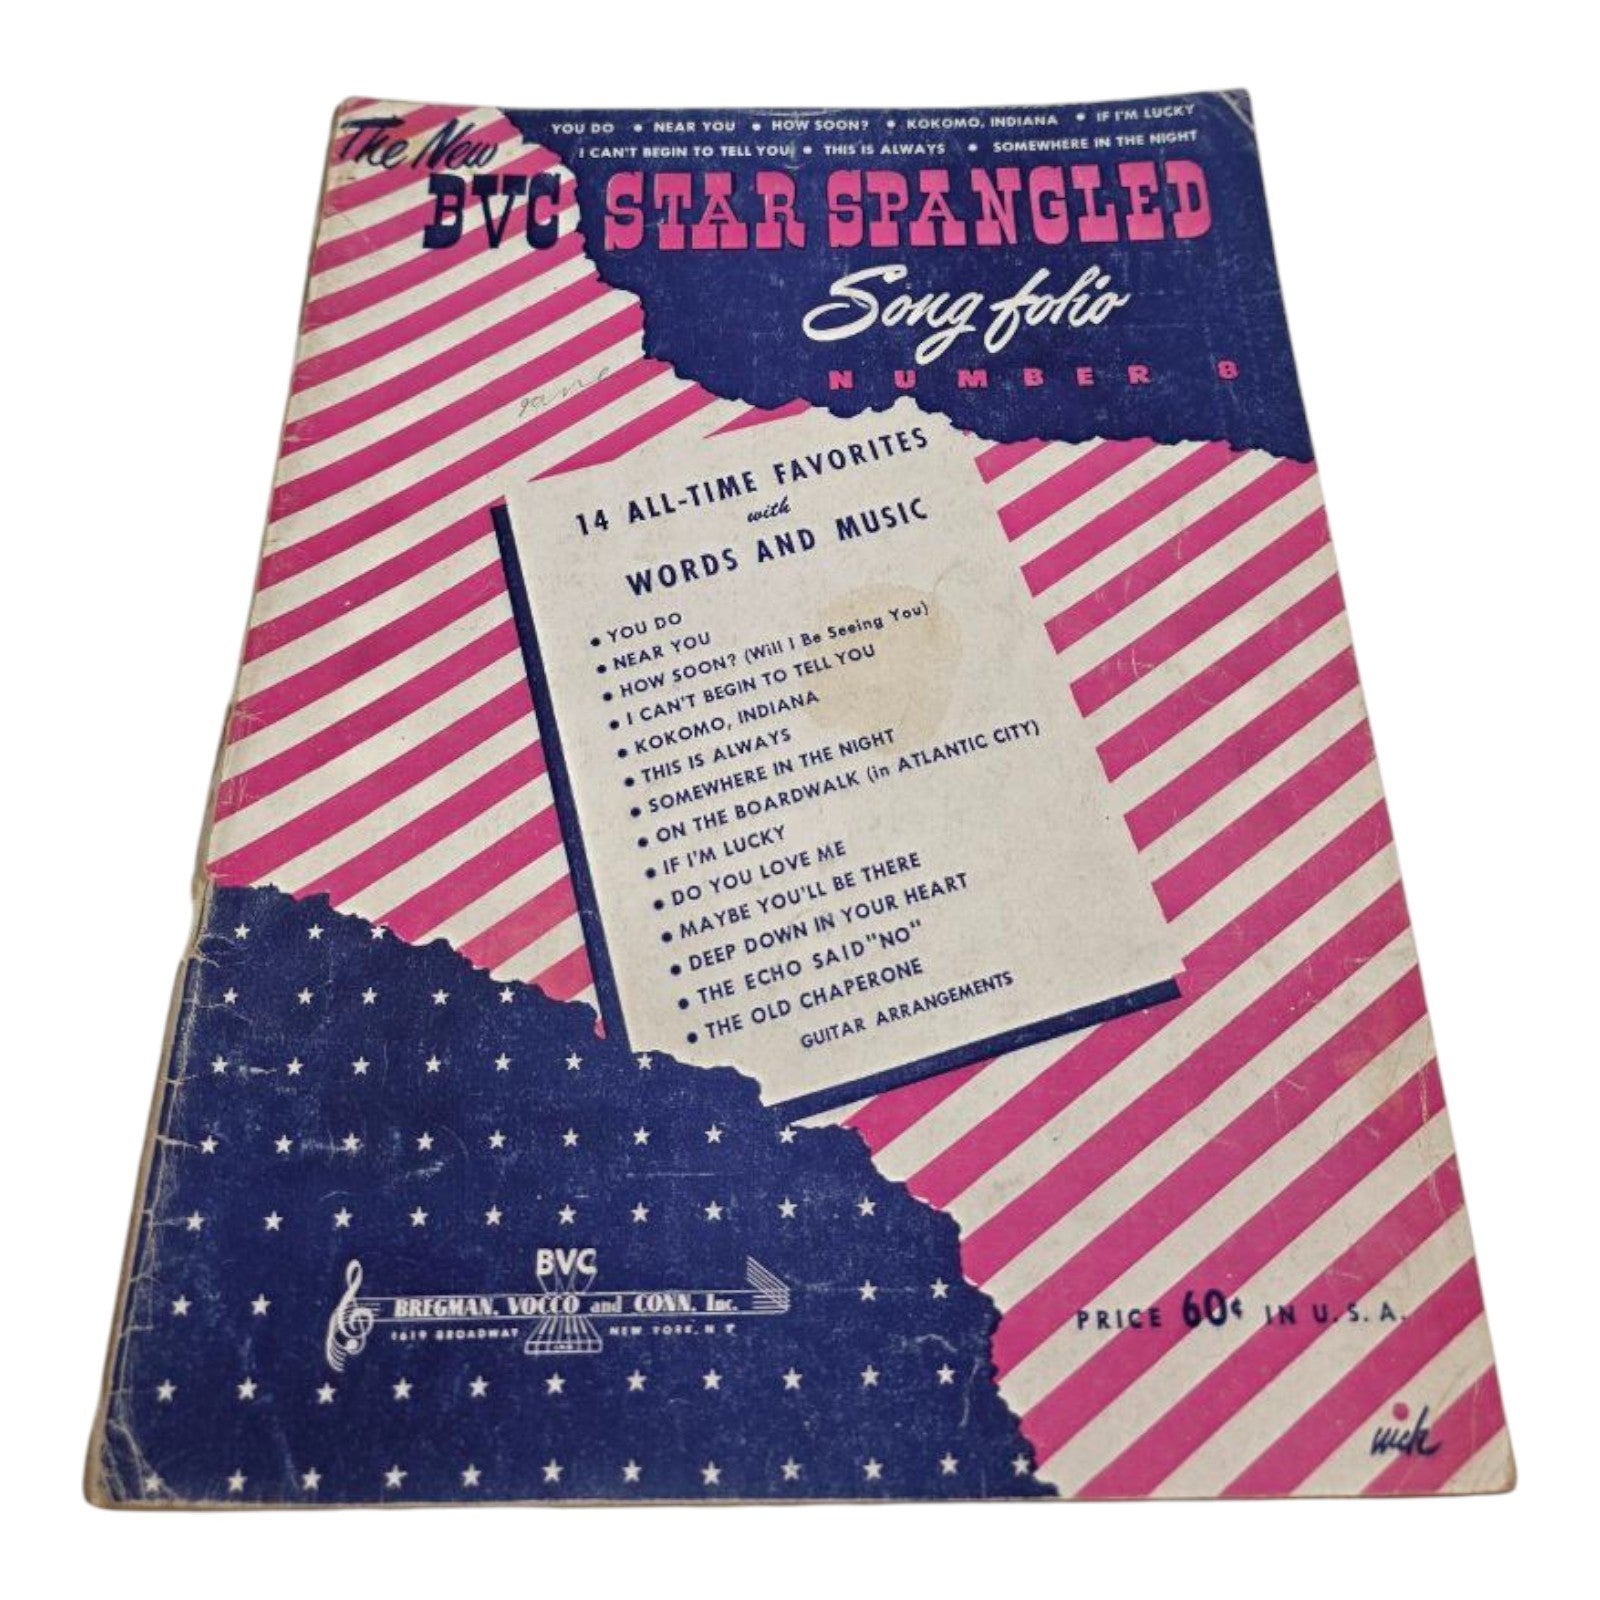 YOU DO • NEAR YOU • HOW SOON? • KOKOMO, INDIANA • IF I'M LUCKY
I CAN'T BEGIN TO TELL YOU • THIS IS ALWAYS • SOMEWHERE IN THE NIGHT
The New
BVC STAR SPANGLED
Song folio
NUMBER 8
14 ALL-TIME FAVORITES
with
WORDS AND MUSIC
• YOU DO
• NEAR YOU
• HOW SOON? (Will I Be Seeing You)
• I CAN'T BEGIN TO TELL YOU
• KOKOMO, INDIANA
• THIS IS ALWAYS
• SOMEWHERE IN THE NIGHT
• ON THE BOARDWALK (in ATLANTIC CITY)
• IF I'M LUCKY
• DO YOU LOVE ME
• MAYBE YOU'LL BE THERE
• DEEP DOWN IN YOUR HEART
• THE ECHO SAID "NO"
• THE OLD CHAPERONE
GUITAR ARRANGEMENTS
BVC
BREGMAN, VOCCO and CONN, Inc.
1619 BROADWAY NEW YORK, N Y
PRICE 60¢ IN U.S.A.
nick